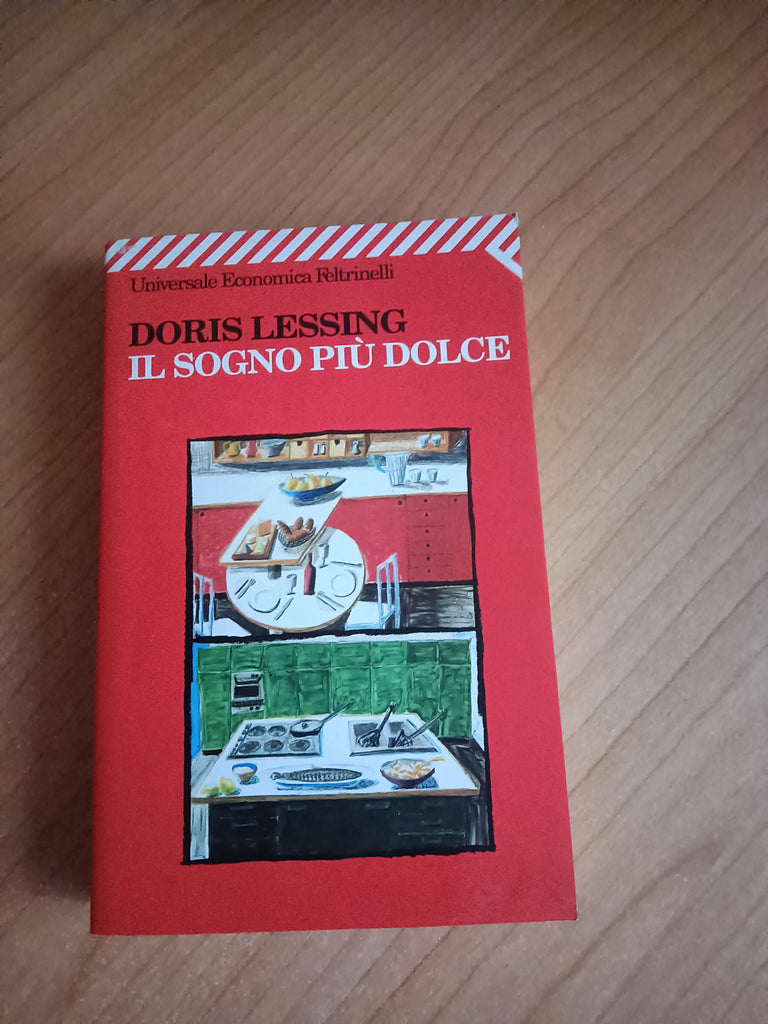 Universale Economica Feltrinelli
DORIS LESSING
IL SOGNO PIÙ DOLCE